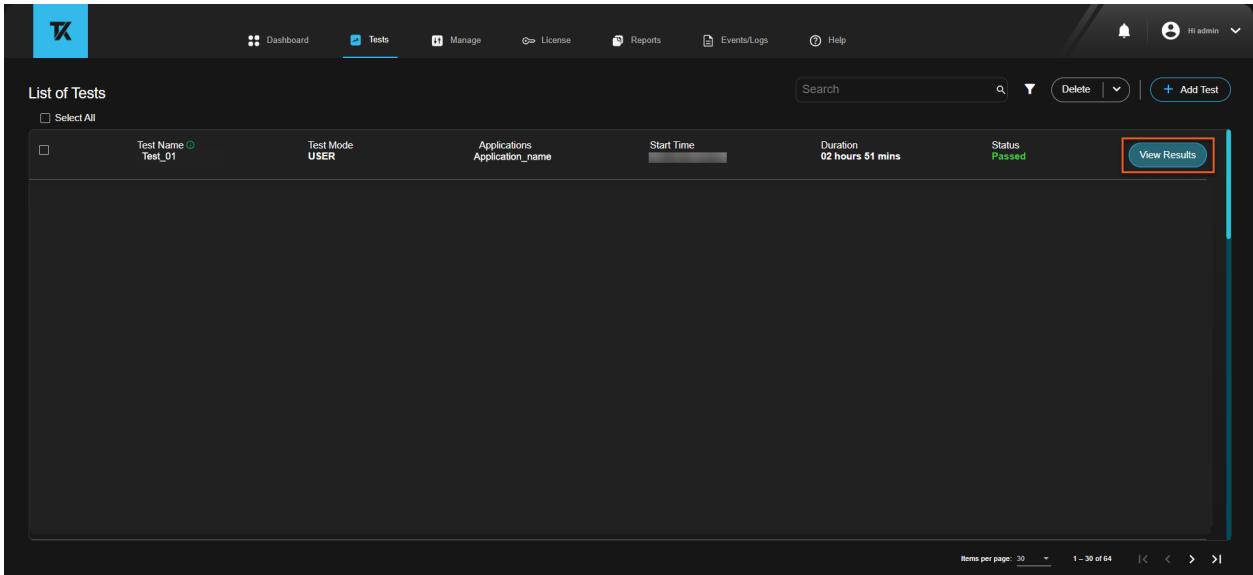 TK
Dashboard Tests Manage License Reports Events/Logs Help Hi admin
List of Tests Search Delete + Add Test
Select All
Test Name Test Mode Applications Start Time Duration Status
Test_01 USER Application_name 02 hours 51 mins Passed View Results
Items per page: 30 1 – 30 of 64